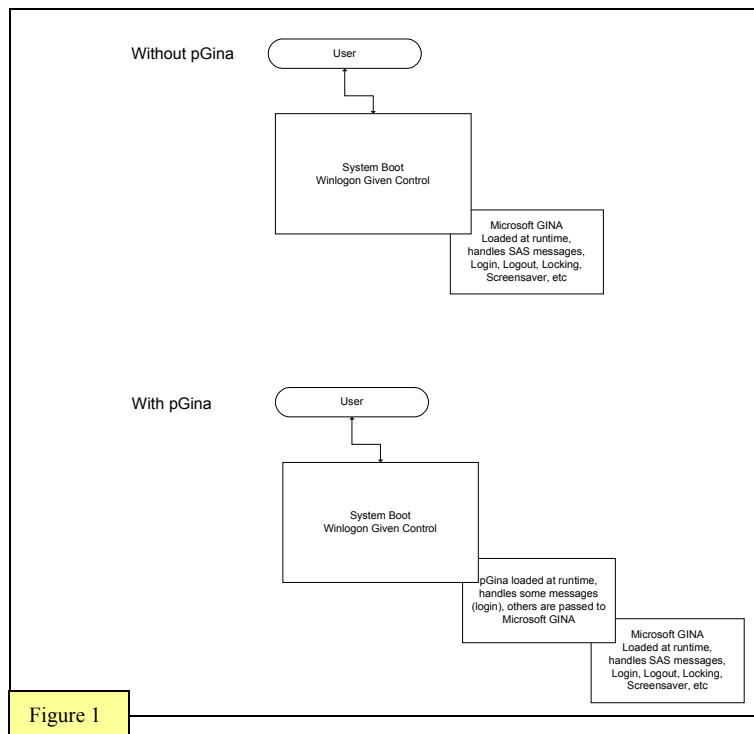 Without pGina
User
System Boot
Winlogon Given Control
Microsoft GINA
Loaded at runtime,
handles SAS messages,
Login, Logout, Locking,
Screensaver, etc
With pGina
User
System Boot
Winlogon Given Control
pGina loaded at runtime,
handles some messages
(login), others are passed to
Microsoft GINA
Microsoft GINA
Loaded at runtime,
handles SAS messages,
Login, Logout, Locking,
Screensaver, etc
Figure 1